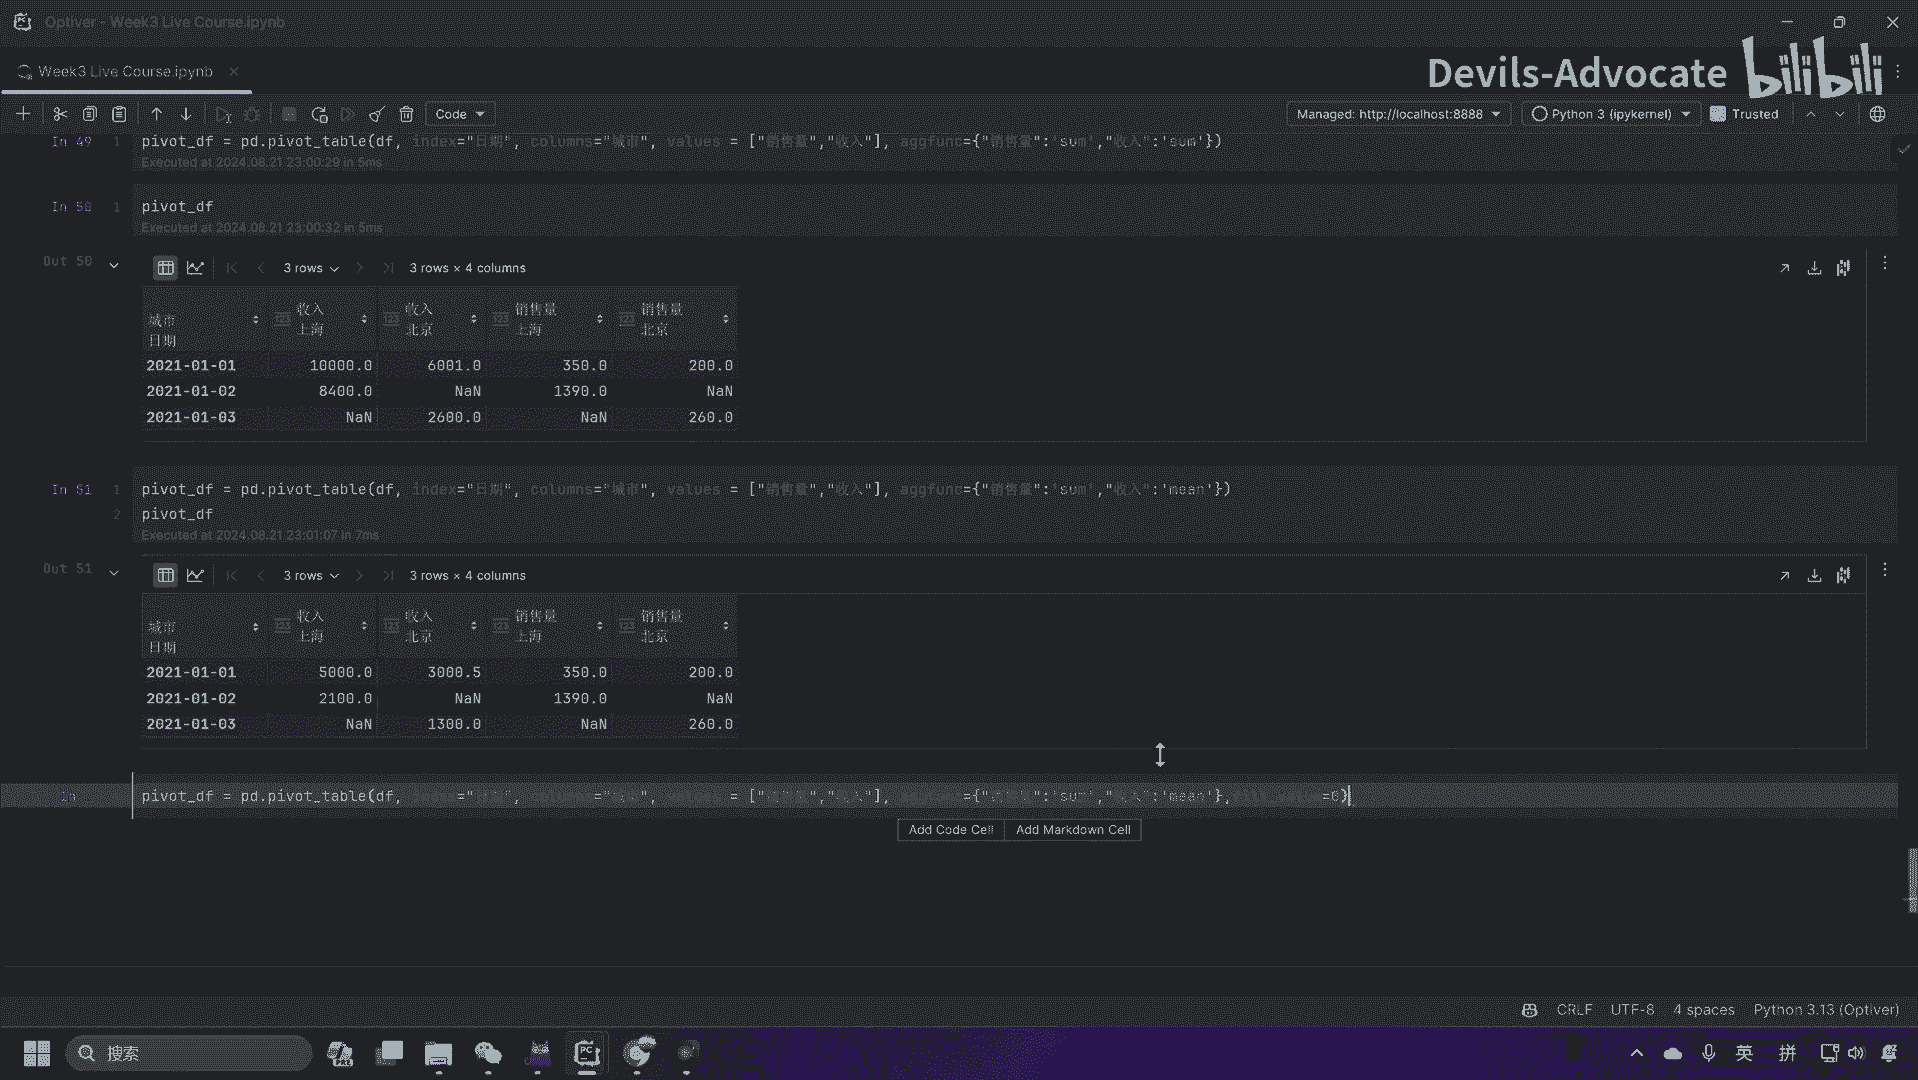 Optiver - Week3 Live Course.ipynb
Week3 Live Course.ipynb
Devils-Advocate bilibili
Code
Managed: http://localhost:8888
Python 3 (ipykernel)
Trusted
In 49 1 pivot_df = pd.pivot_table(df, index="日期", columns="城市", values = ["销售量","收入"], aggfunc={"销售量":'sum',"收入":'sum'})
Executed at 2024.08.21 23:00:29 in 5ms
In 50 1 pivot_df
Executed at 2024.08.21 23:00:32 in 5ms
Out 50
3 rows
3 rows × 4 columns
城市 日期
收入 上海
收入 北京
销售量 上海
销售量 北京
2021-01-01 10000.0 6001.0 350.0 200.0
2021-01-02 8400.0 NaN 1390.0 NaN
2021-01-03 NaN 2600.0 NaN 260.0
In 51 1 pivot_df = pd.pivot_table(df, index="日期", columns="城市", values = ["销售量","收入"], aggfunc={"销售量":'sum',"收入":'mean'})
2 pivot_df
Executed at 2024.08.21 23:01:07 in 7ms
Out 51
3 rows
3 rows × 4 columns
城市 日期
收入 上海
收入 北京
销售量 上海
销售量 北京
2021-01-01 5000.0 3000.5 350.0 200.0
2021-01-02 2100.0 NaN 1390.0 NaN
2021-01-03 NaN 1300.0 NaN 260.0
In pivot_df = pd.pivot_table(df, index="日期", columns="城市", values = ["销售量","收入"], aggfunc={"销售量":'sum',"收入":'mean'},fill_value=0)
Add Code Cell
Add Markdown Cell
CRLF UTF-8 4 spaces Python 3.13 (Optiver)
搜索
英 拼